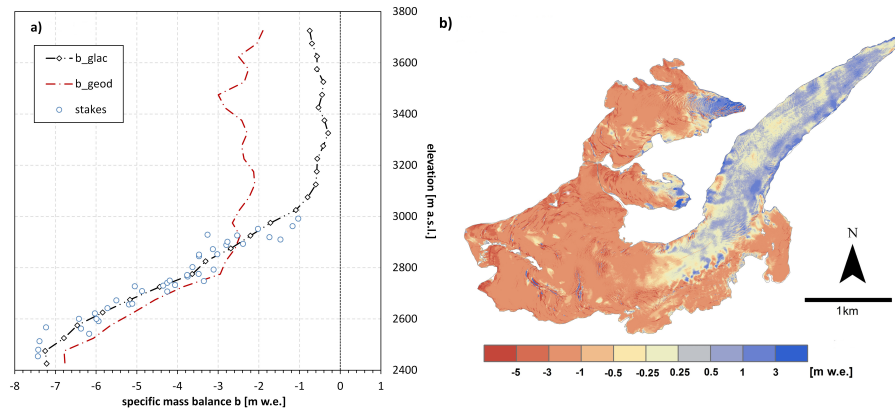 a)
b_glac
b_geod
stakes
3800
3600
3400
3200
3000
2800
2600
2400
elevation [m a.s.l.]
-8 -7 -6 -5 -4 -3 -2 -1 0 1
specific mass balance b [m w.e.]
b)
N
1km
-5 -3 -1 -0.5 -0.25 0.25 0.5 1 3 [m w.e.]